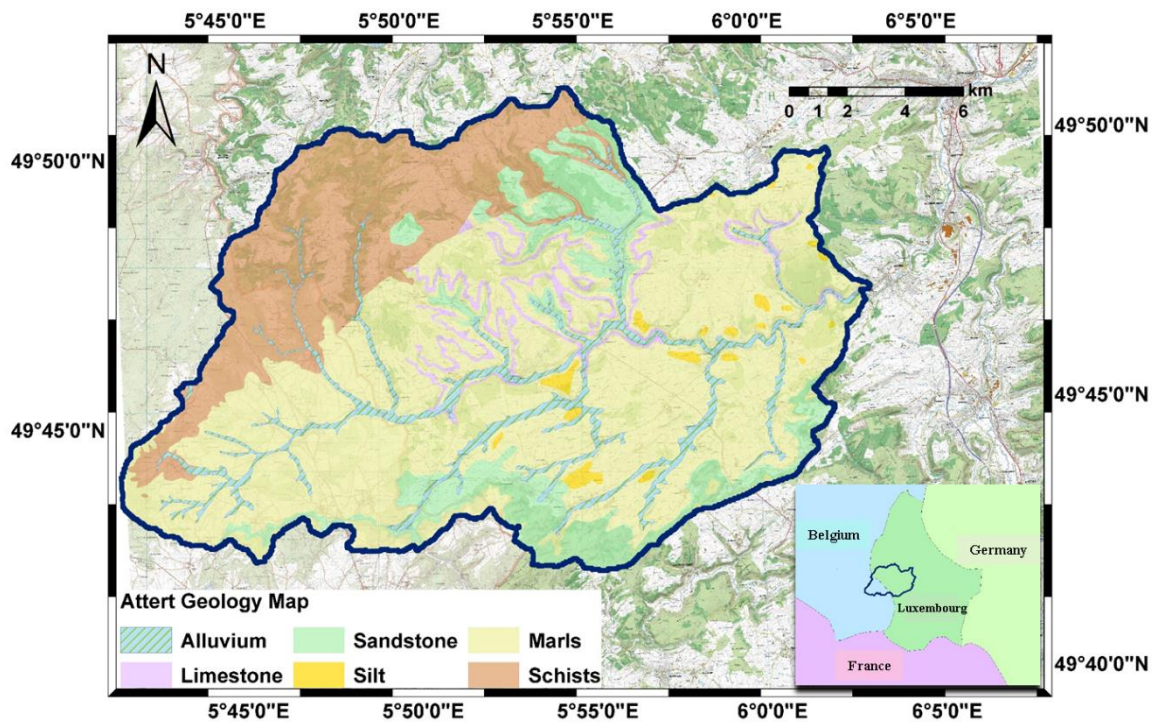 5°45'0"E 5°50'0"E 5°55'0"E 6°0'0"E 6°5'0"E
N
km
0 1 2 4 6
49°50'0"N 49°50'0"N
49°45'0"N 49°45'0"N
49°40'0"N
Belgium
Germany
Luxembourg
France
Attert Geology Map
Alluvium Sandstone Marls
Limestone Silt Schists
5°45'0"E 5°50'0"E 5°55'0"E 6°0'0"E 6°5'0"E